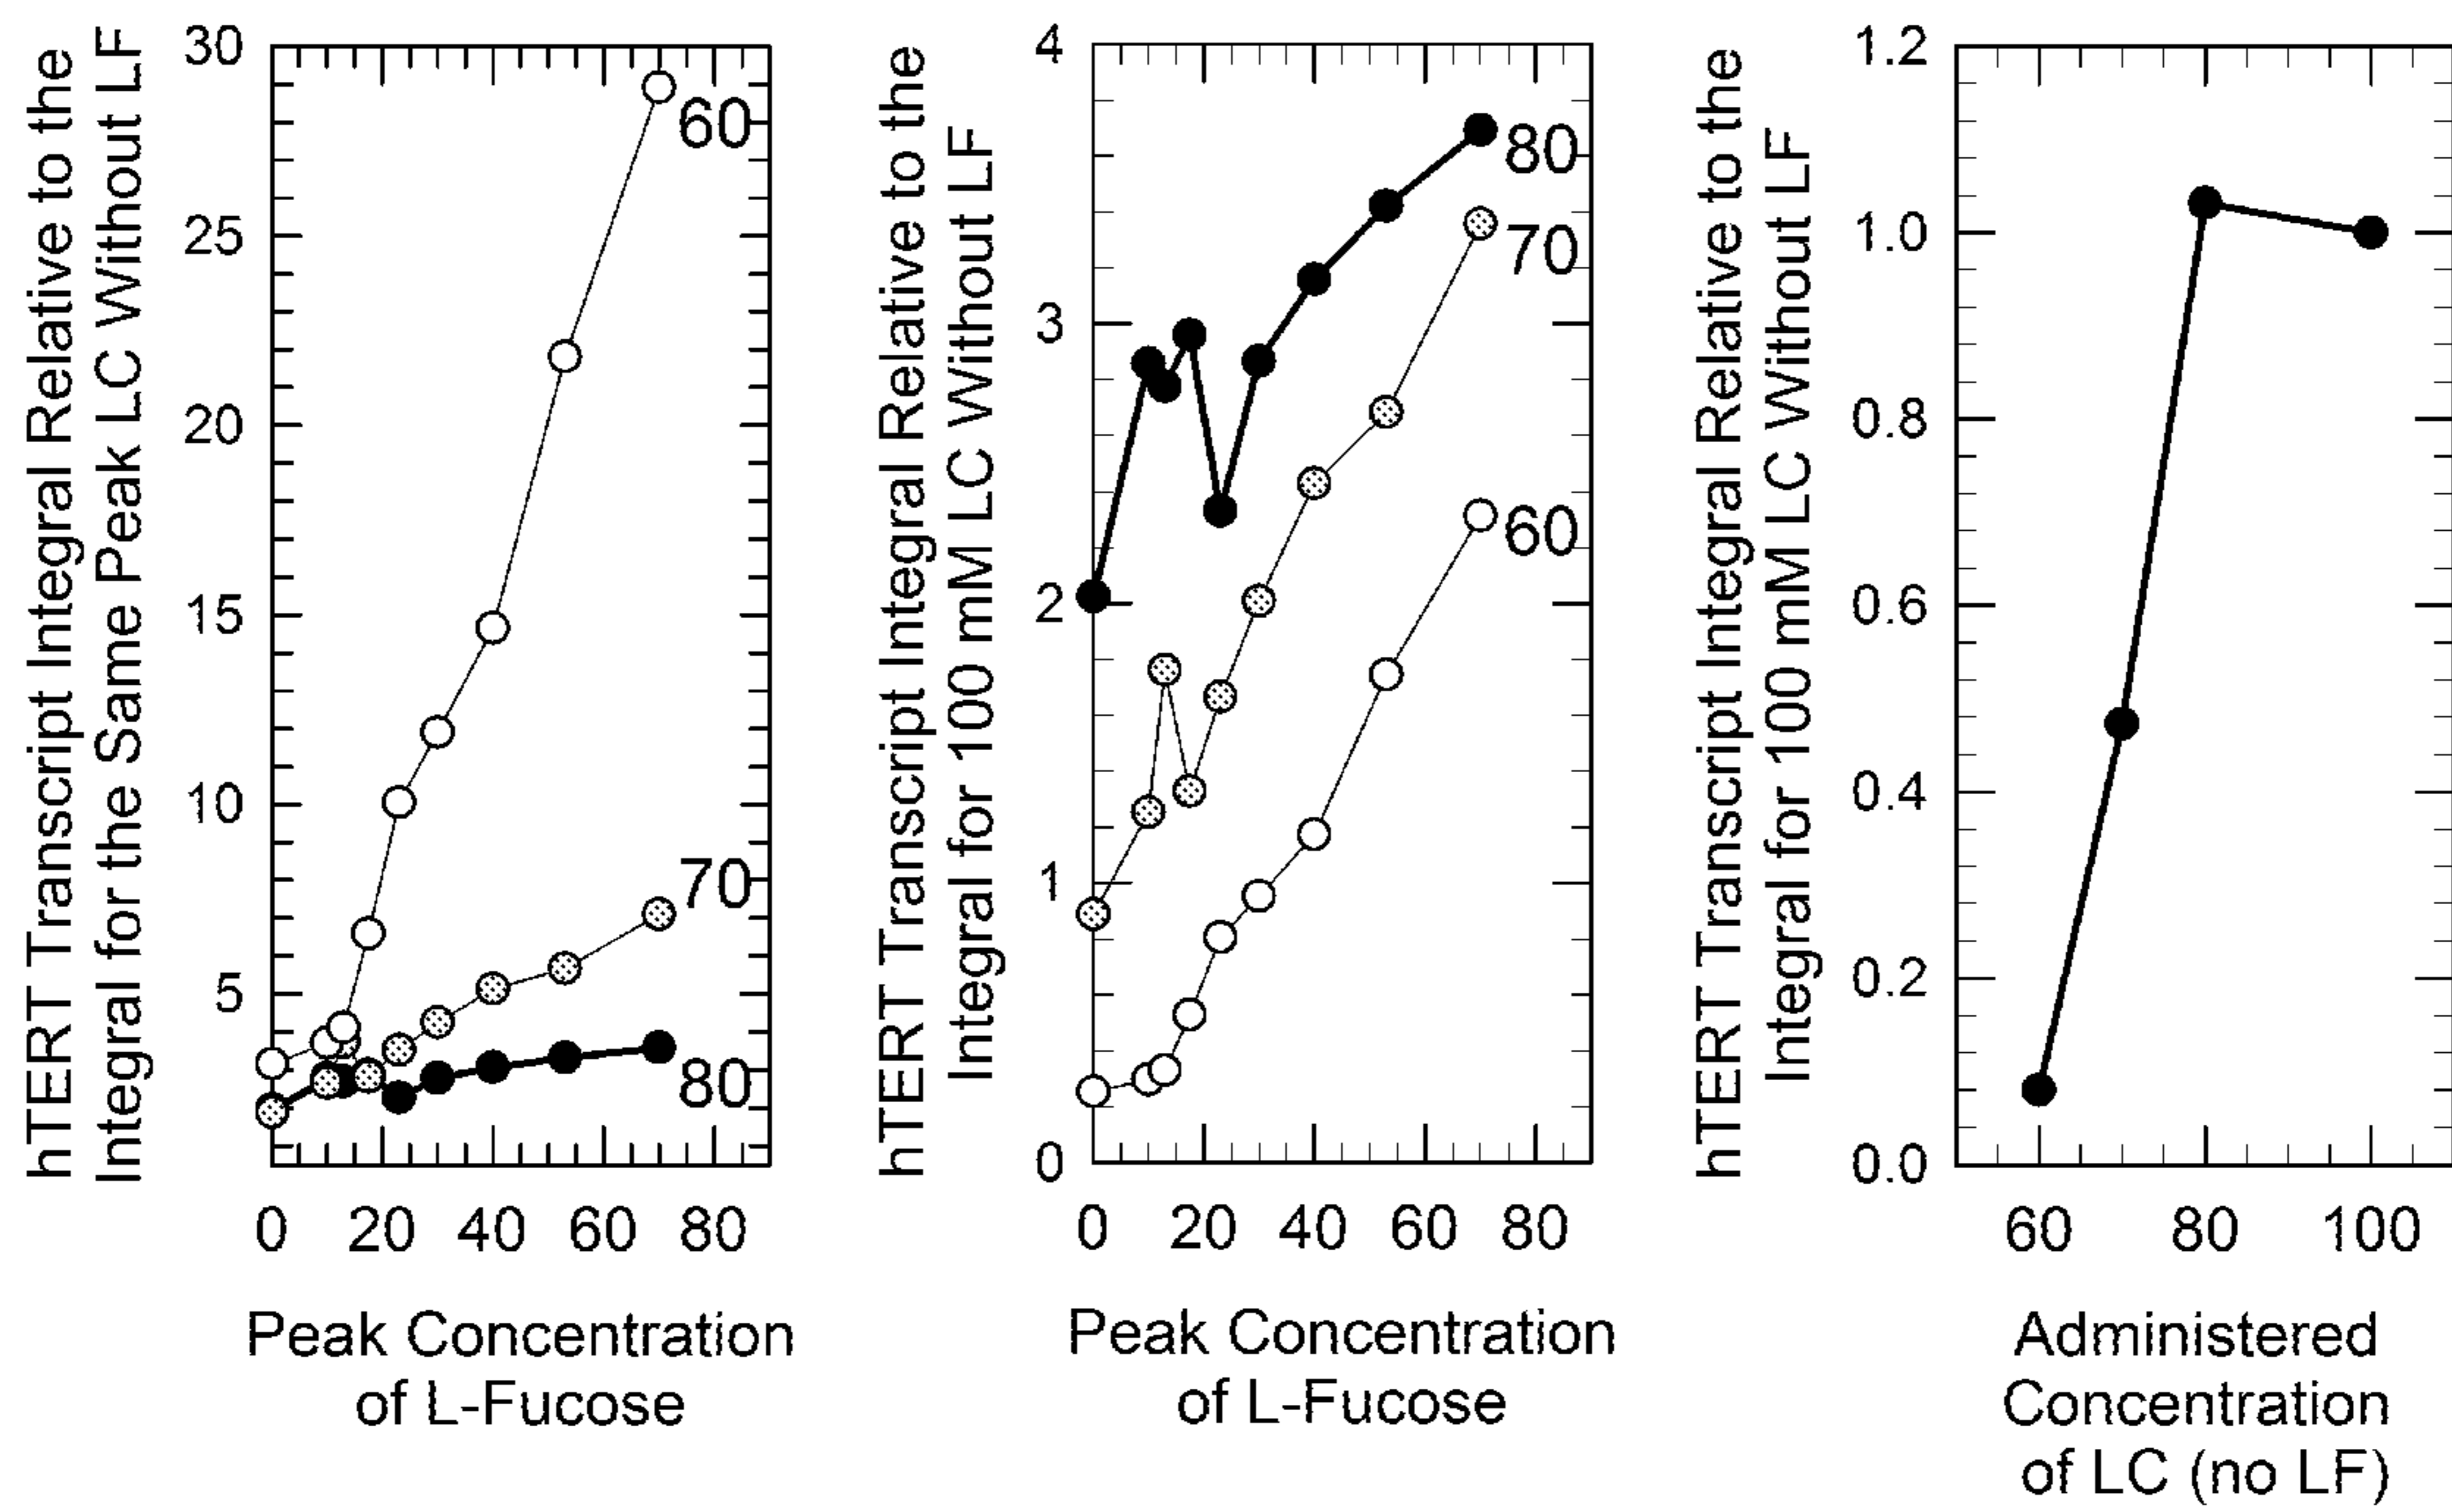 hTERT Transcript Integral Relative to the
Integral for the Same Peak LC Without LF
30
25
20
15
10
5
60
70
80
0 20 40 60 80
Peak Concentration
of L-Fucose
hTERT Transcript Integral Relative to the
Integral for 100 mM LC Without LF
4
3
2
1
0
80
70
60
0 20 40 60 80
Peak Concentration
of L-Fucose
hTERT Transcript Integral Relative to the
Integral for 100 mM LC Without LF
1.2
1.0
0.8
0.6
0.4
0.2
0.0
60 80 100
Administered
Concentration
of LC (no LF)